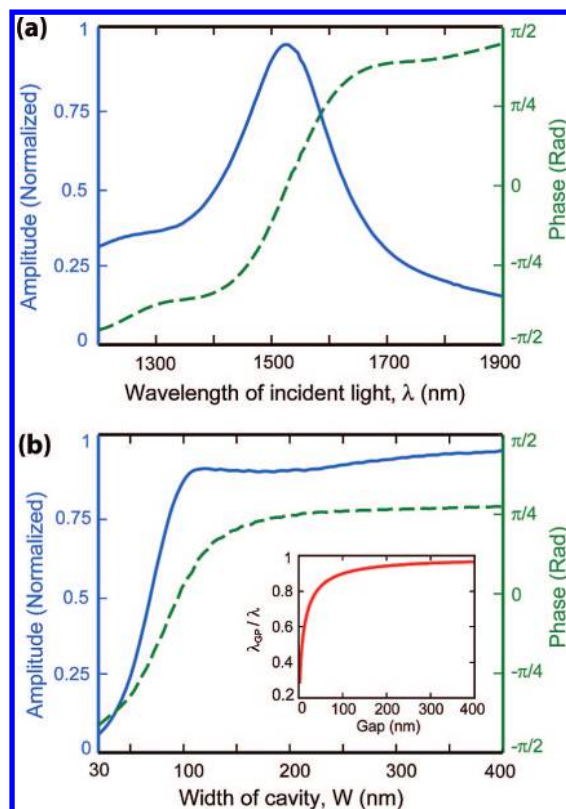 (a)
1
0.75
0.5
0.25
0
Amplitude (Normalized)
π/2
π/4
0
-π/4
-π/2
Phase (Rad)
1300 1500 1700 1900
Wavelength of incident light, λ (nm)
(b)
1
0.75
0.5
0.25
0
Amplitude (Normalized)
π/2
π/4
0
-π/4
-π/2
Phase (Rad)
1
0.8
0.6
0.4
0.2
λGP / λ
0 100 200 300 400
Gap (nm)
30 100 200 300 400
Width of cavity, W (nm)